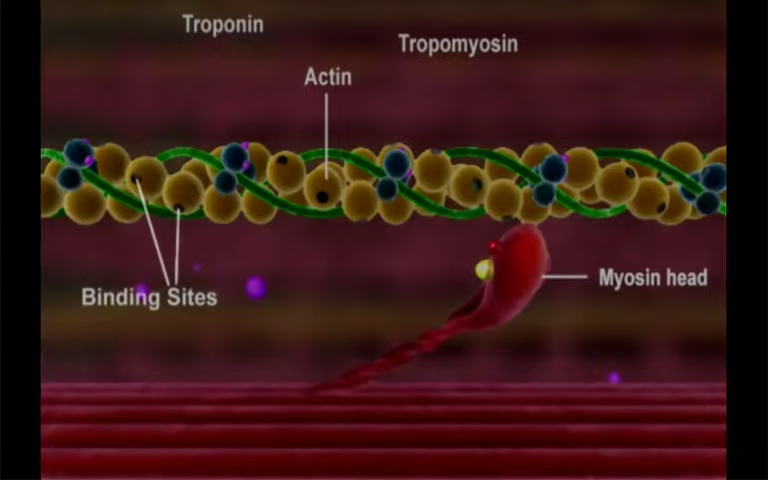 Troponin
Tropomyosin
Actin
Myosin head
Binding Sites